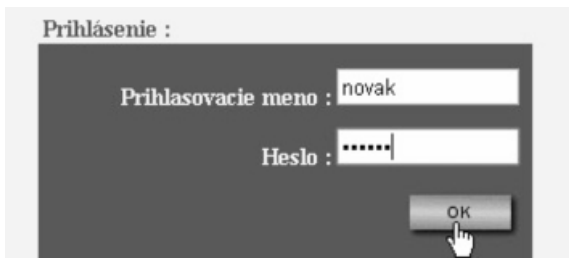 Prihlásenie :
Prihlasovacie meno : novak
Heslo : ••••••
OK